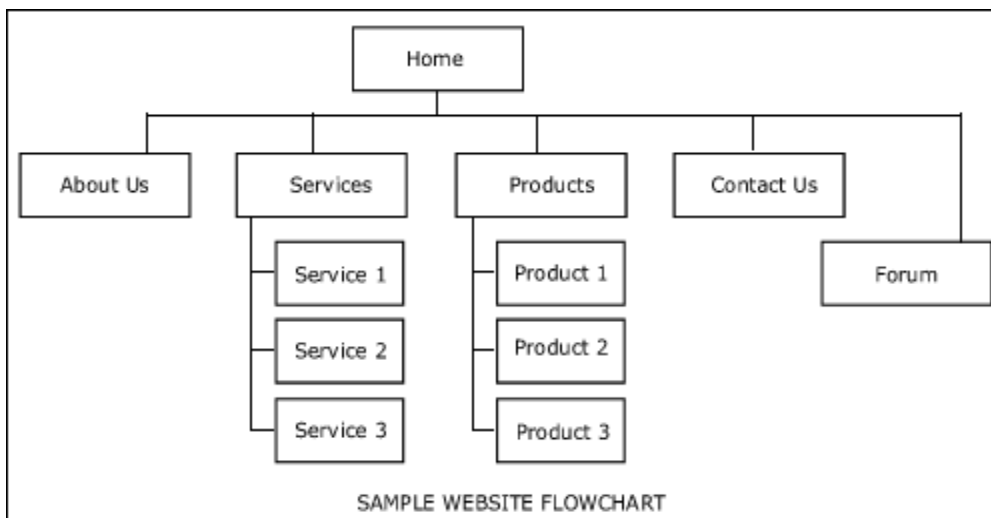 Home
About Us
Services
Products
Contact Us
Forum
Service 1
Product 1
Service 2
Product 2
Service 3
Product 3
SAMPLE WEBSITE FLOWCHART